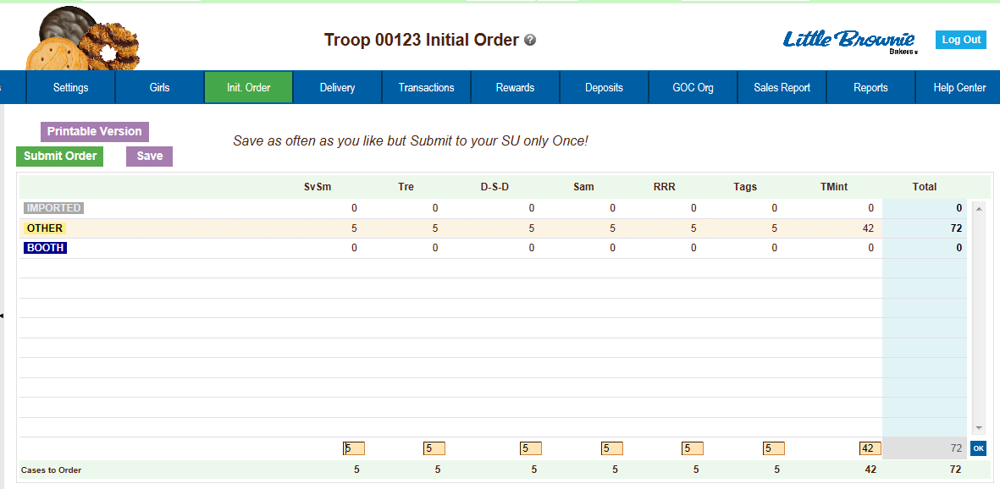 Troop 00123 Initial Order ?
Little Brownie
Bakers
Log Out
Settings Girls Init. Order Delivery Transactions Rewards Deposits GOC Org Sales Report Reports Help Center
Printable Version
Save as often as you like but Submit to your SU only Once!
Submit Order Save
SvSm Tre D-S-D Sam RRR Tags TMint Total
IMPORTED 0 0 0 0 0 0 0 0
OTHER 5 5 5 5 5 5 42 72
BOOTH 0 0 0 0 0 0 0 0
5 5 5 5 5 5 42 72 OK
Cases to Order 5 5 5 5 5 5 42 72